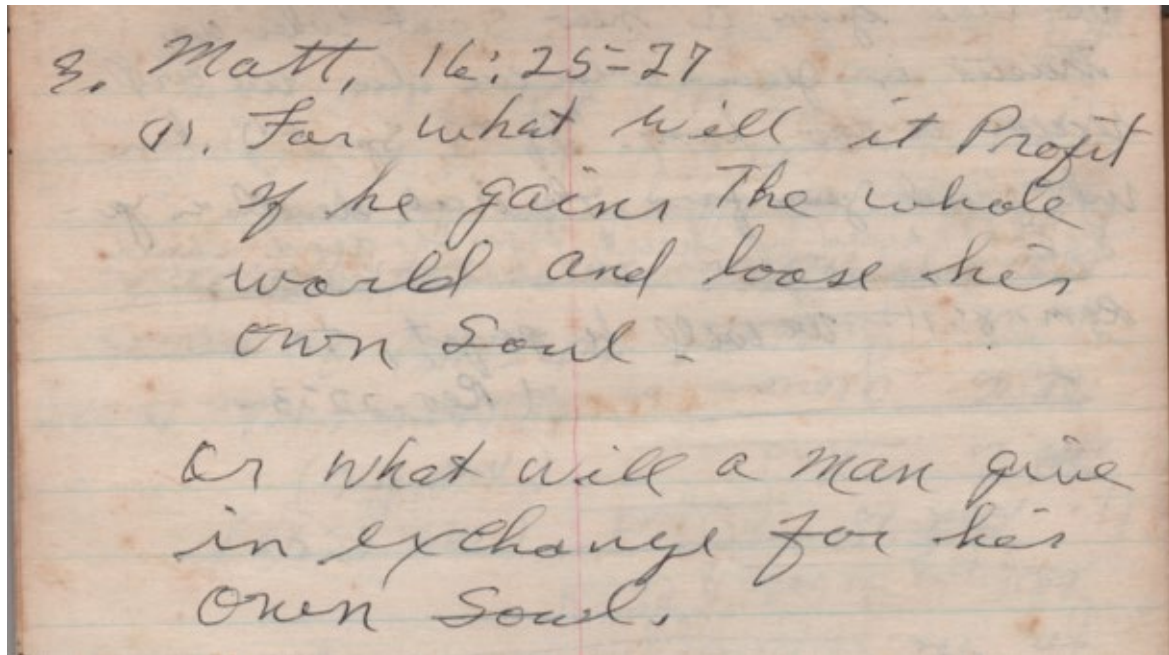 3. Matt, 16:25-27
(1). For what will it Profit
if he gains The whole
world and loose his
own Soul.
Or what will a man give
in exchange for his
Own Soul.